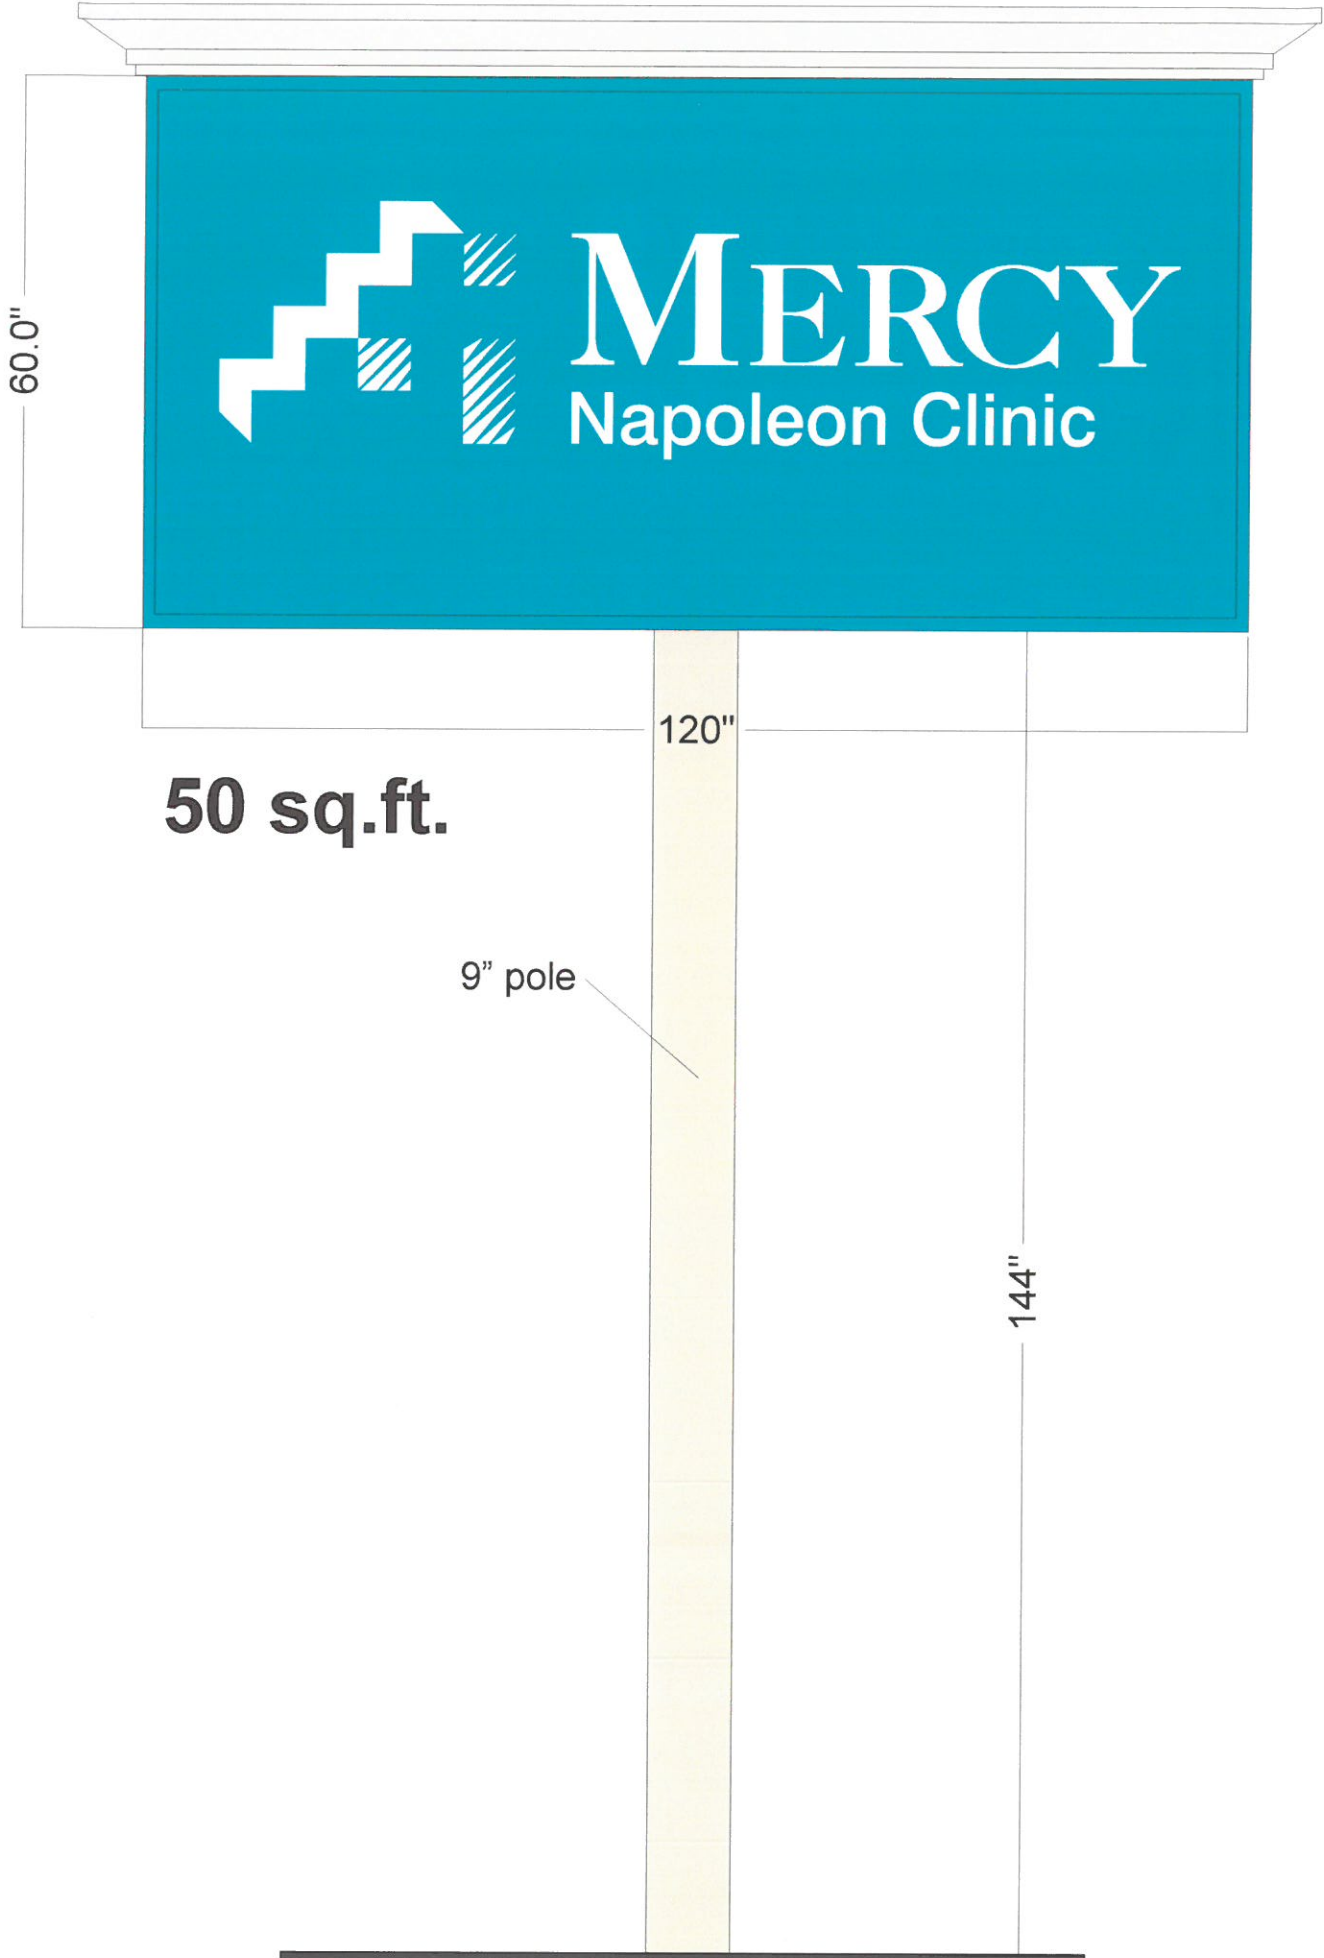 MERCY
Napoleon Clinic
60.0"
120"
50 sq.ft.
9” pole
144"